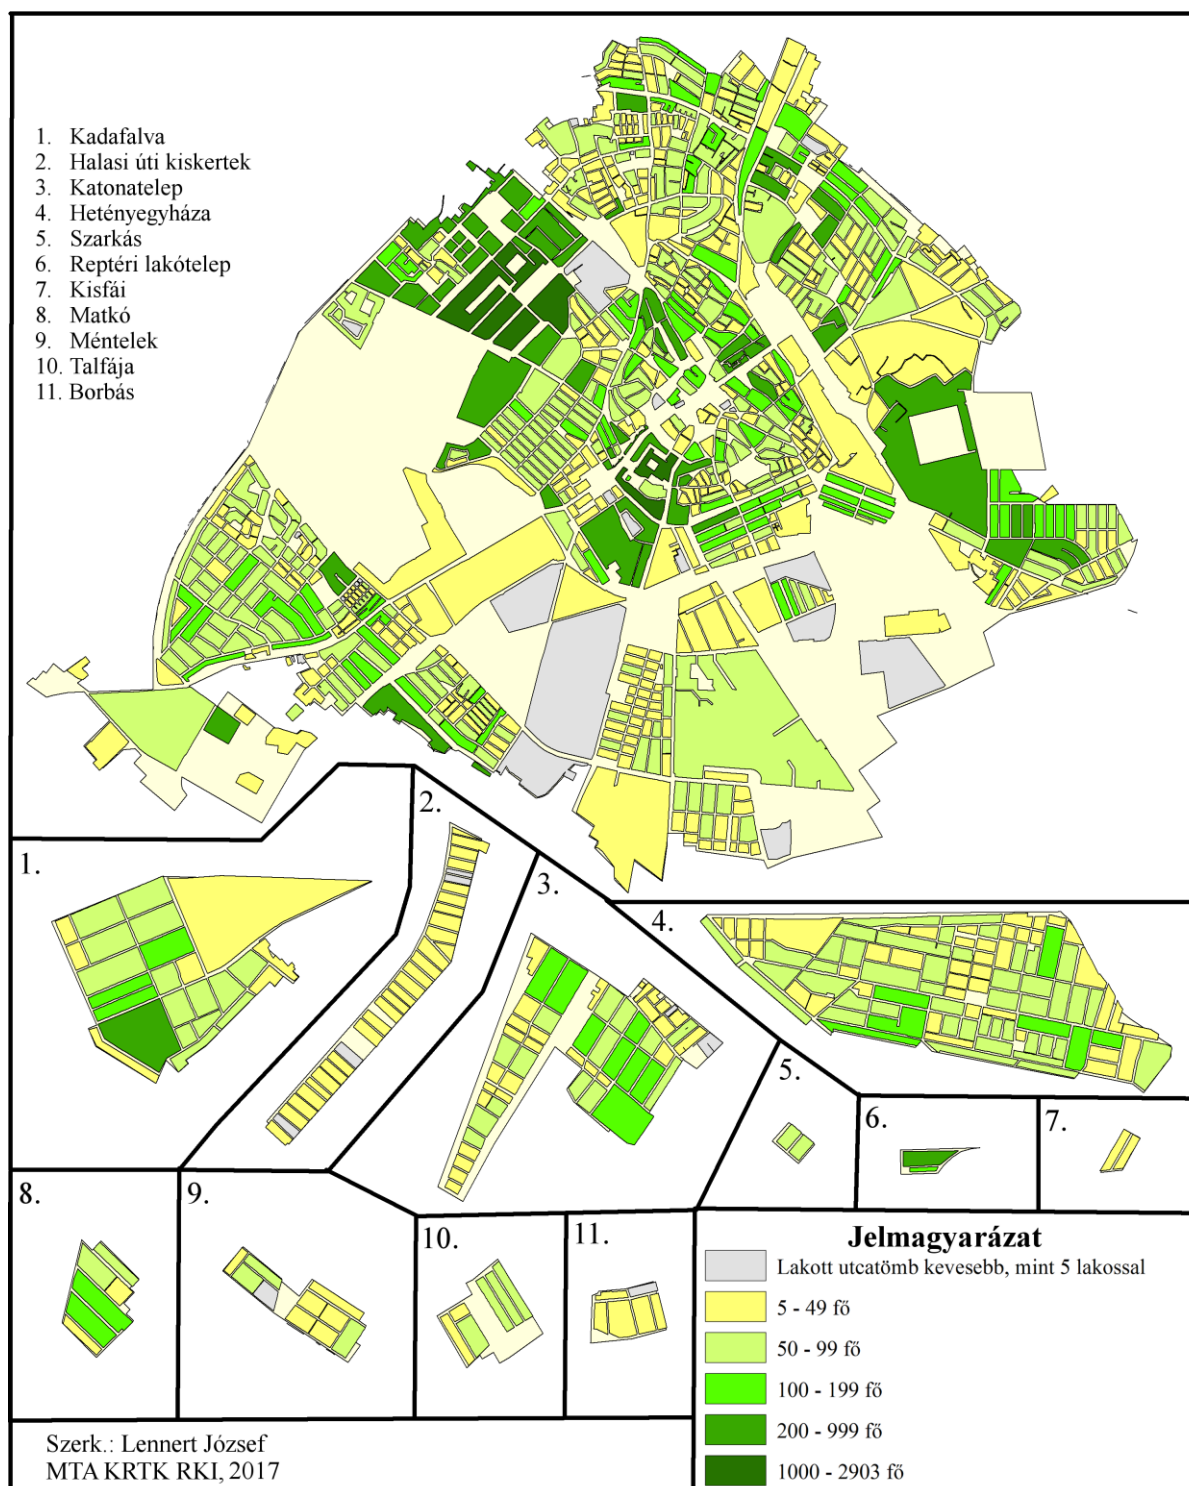 1. Kadafalva
2 Halasi úti kiskertek
3. Katonatelep
4. Hetényegyháza
5. Szarkás
6. Reptéri lakótelep
7. Kisfái
8. Matkó
9. Méntelek
10. Talfája
11. Borbás
1.
2.
3.
4.
5.
6.
7.
8.
9.
10.
11.
Jelmagyarázat
Lakott utcatömb kevesebb, mint 5 lakossal
5 - 49 fő
50 - 99 fő
100 - 199 fő
200 - 999 fő
1000 - 2903 fő
Szerk.: Lennert József
MTA KRTK RKI, 2017